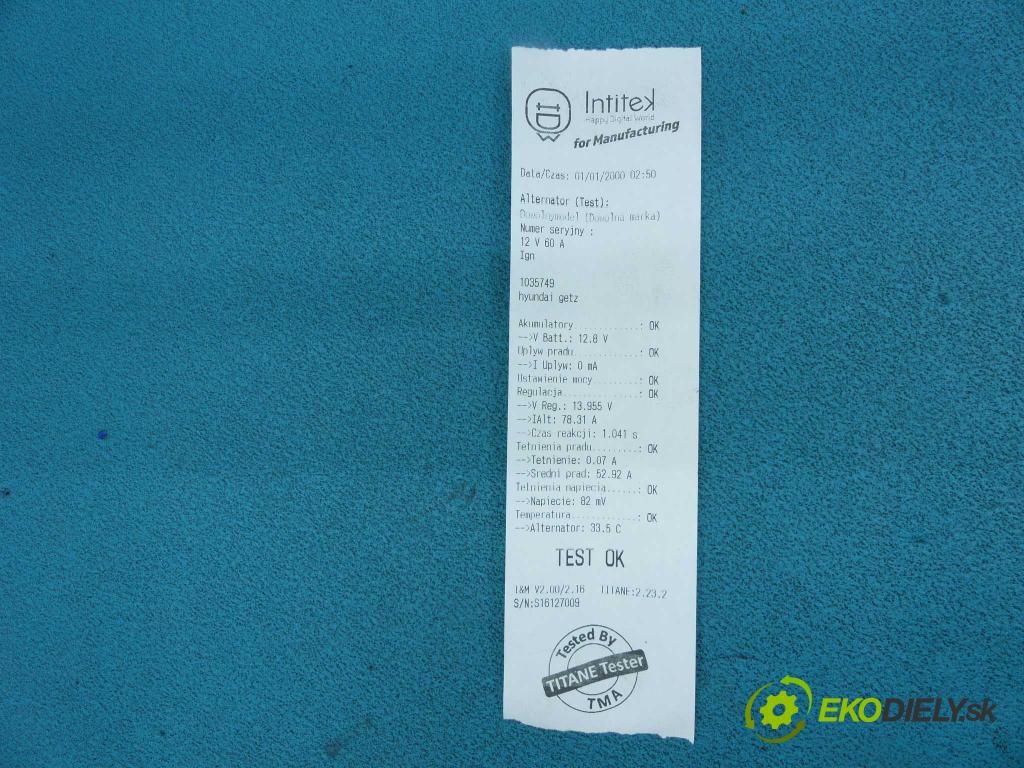 Intitek
Happy Digital World
for Manufacturing
Data/Czas: 01/01/2000 02:50
Alternator (Test):
Dowolnymodel (Dowolna marka)
Numer seryjny :
12 V 60 A
Ign
1035749
hyundai getz
Akumulatory............: OK
-->V Batt.: 12.8 V
Uplyw pradu............: OK
-->I Uplyw: 0 mA
Ustawienie mocy........: OK
Regulacja..............: OK
-->V Reg.: 13.955 V
-->IAlt: 78.31 A
-->Czas reakcji: 1.041 s
Tetnienia pradu........: OK
-->Tetnienie: 0.07 A
-->Sredni prad: 52.92 A
Tetnienia napiecia.....: OK
-->Napiecie: 82 mV
Temperatura............: OK
-->Alternator: 33.5 C
TEST OK
I&M V2.00/2.16 TITANE:2.23.2
S/N:S16127009
Tested By
TITANE Tester
TMA
EKODIELY.sk